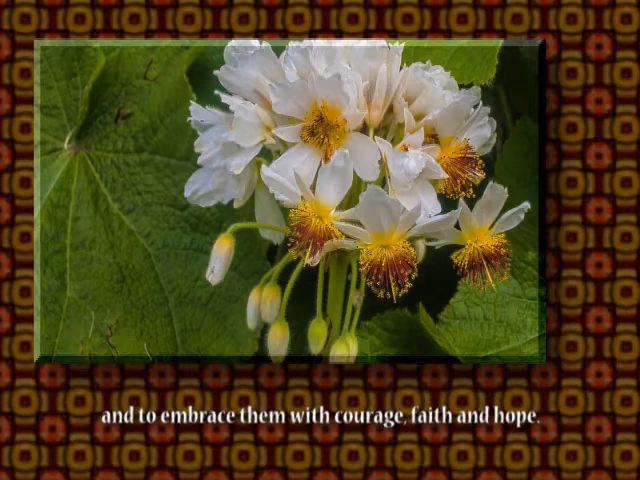 and to embrace them with courage, faith and hope.